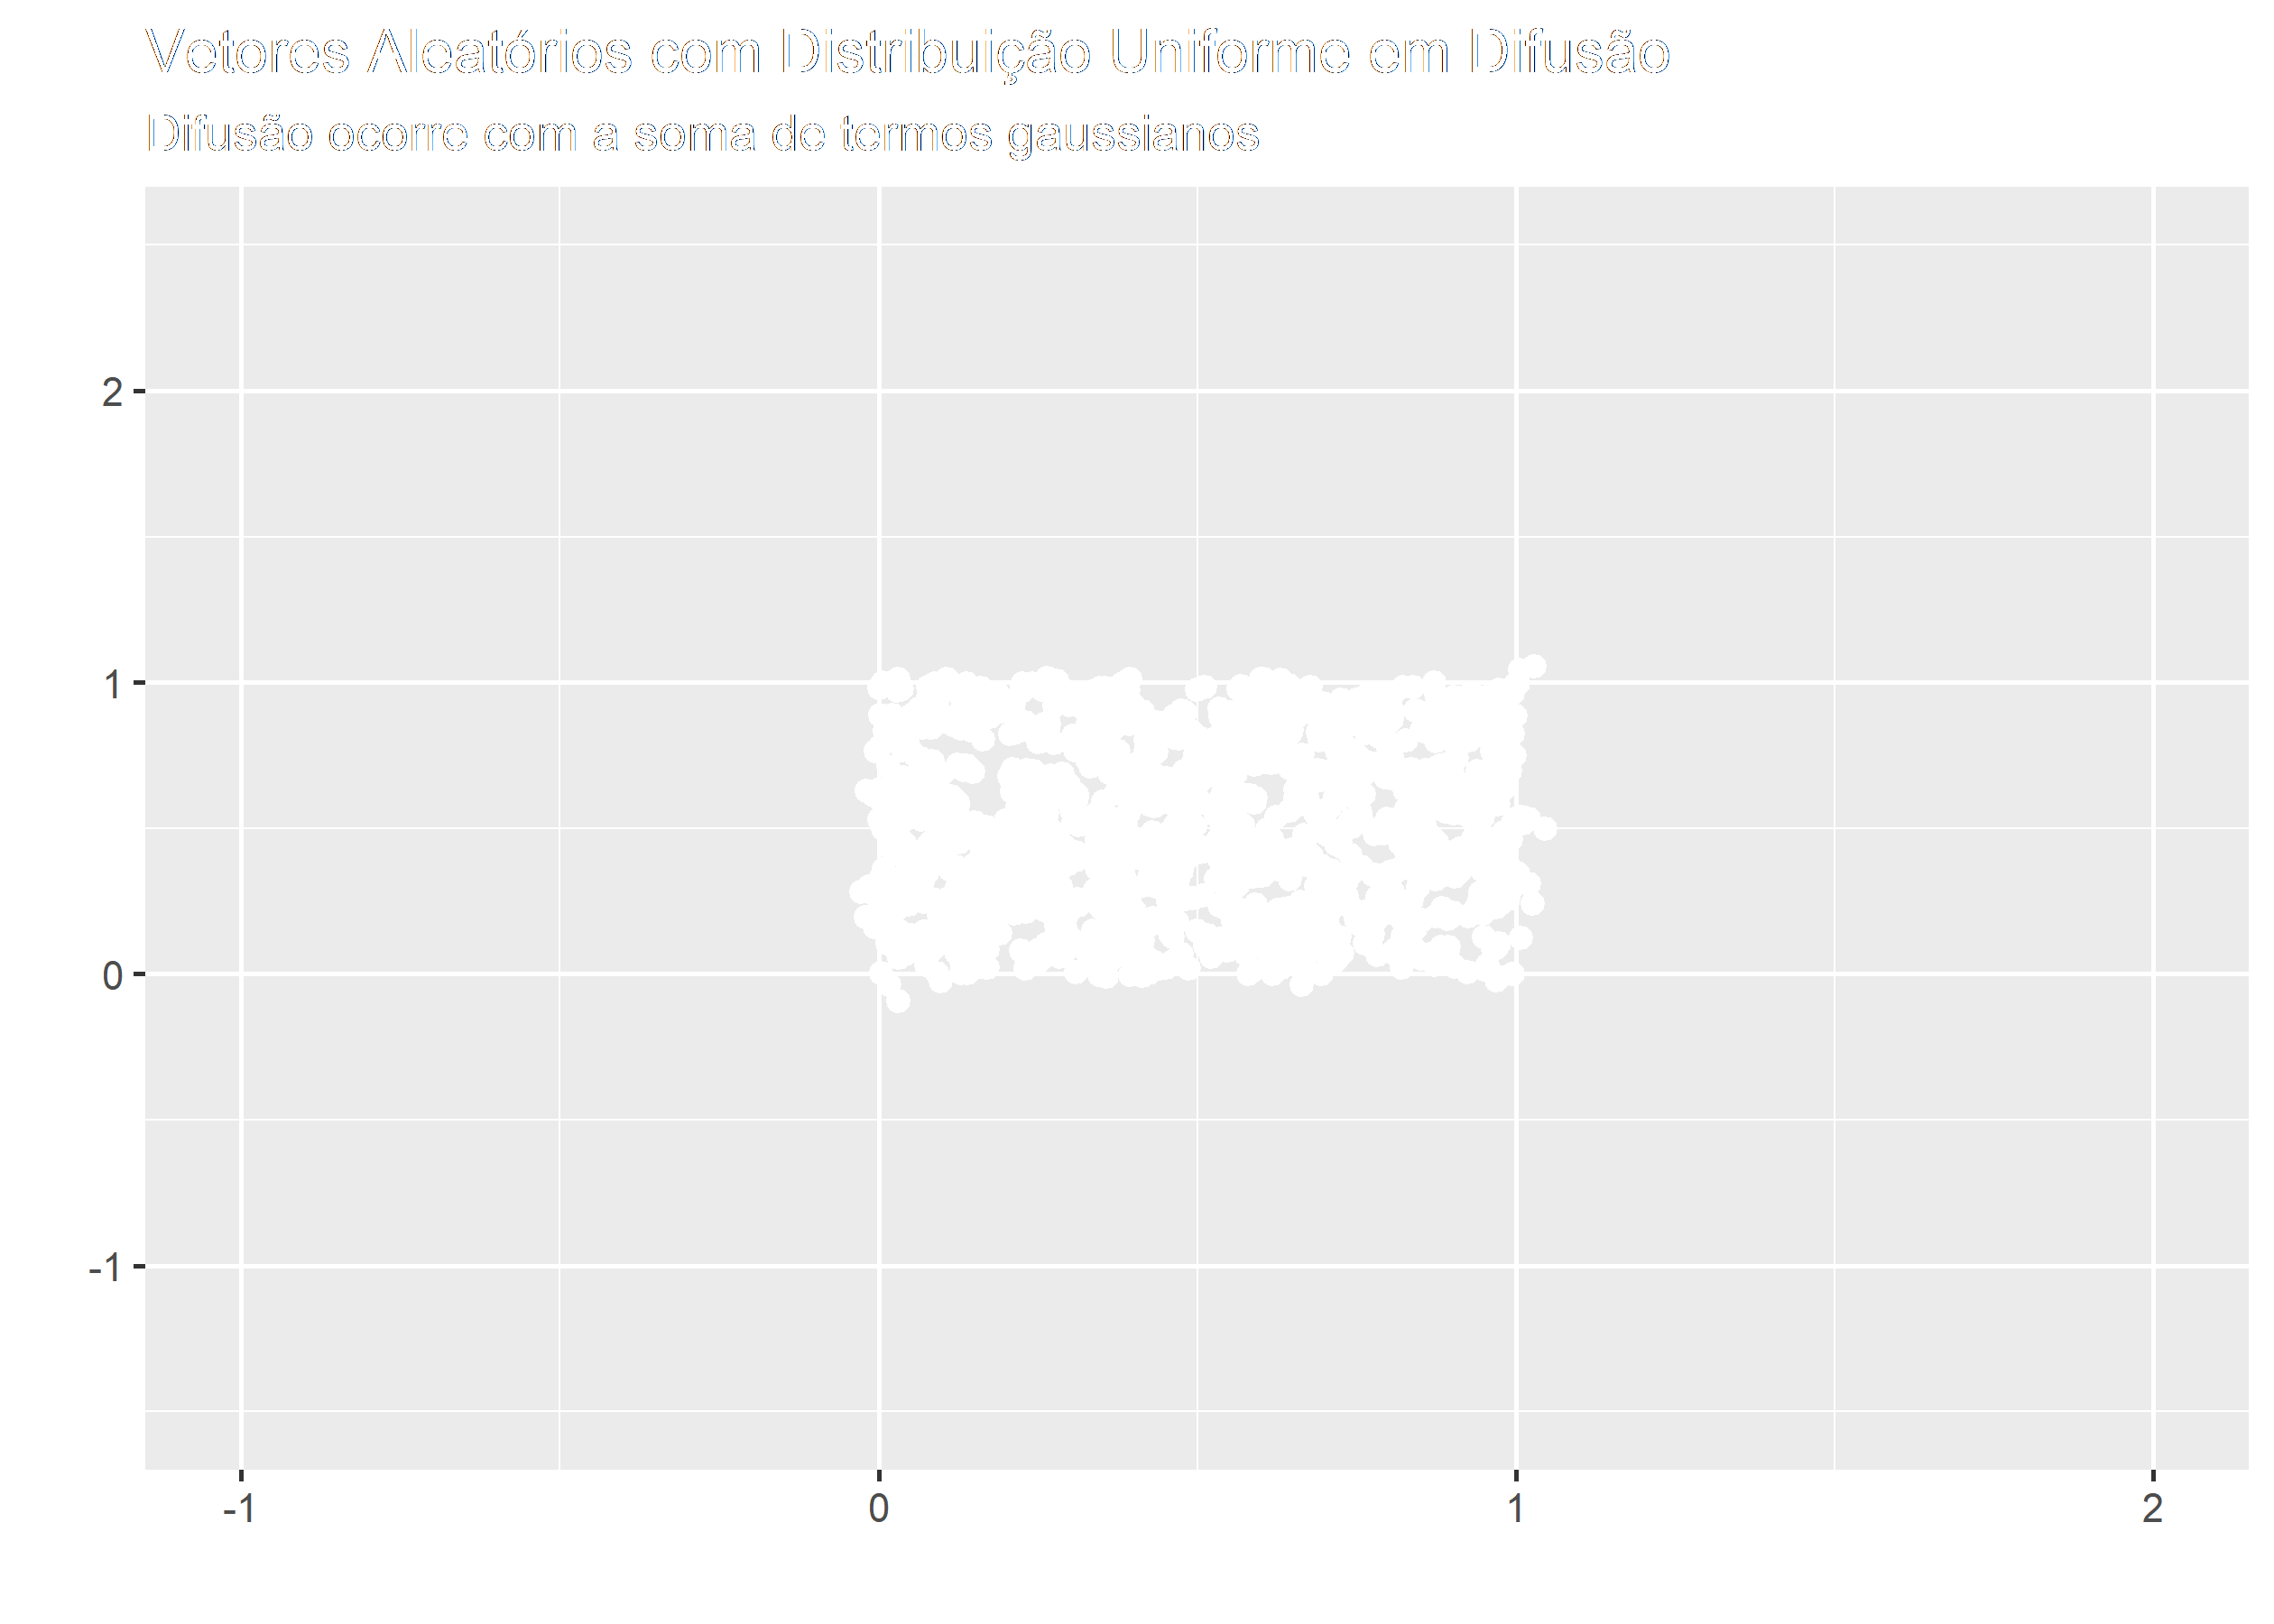 Vetores Aleatórios com Distribuição Uniforme em Difusão
Difusão ocorre com a soma de termos gaussianos
2
1
0
-1
-1 0 1 2